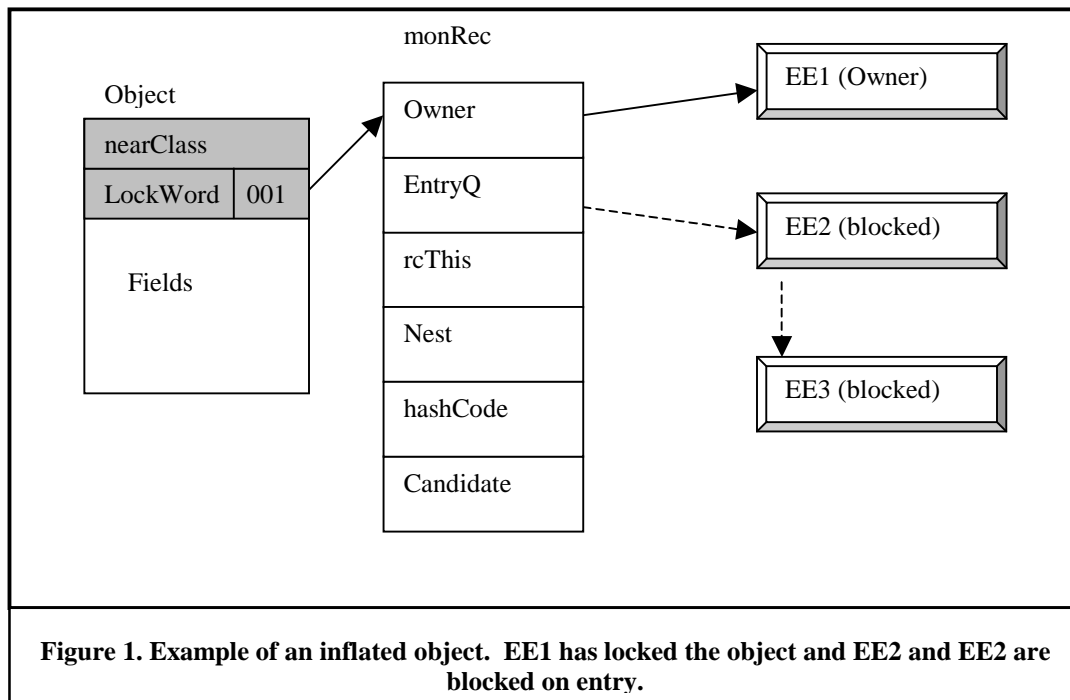 monRec
Object
nearClass
LockWord 001
Fields
Owner
EntryQ
rcThis
Nest
hashCode
Candidate
EE1 (Owner)
EE2 (blocked)
EE3 (blocked)
Figure 1. Example of an inflated object. EE1 has locked the object and EE2 and EE2 are
blocked on entry.